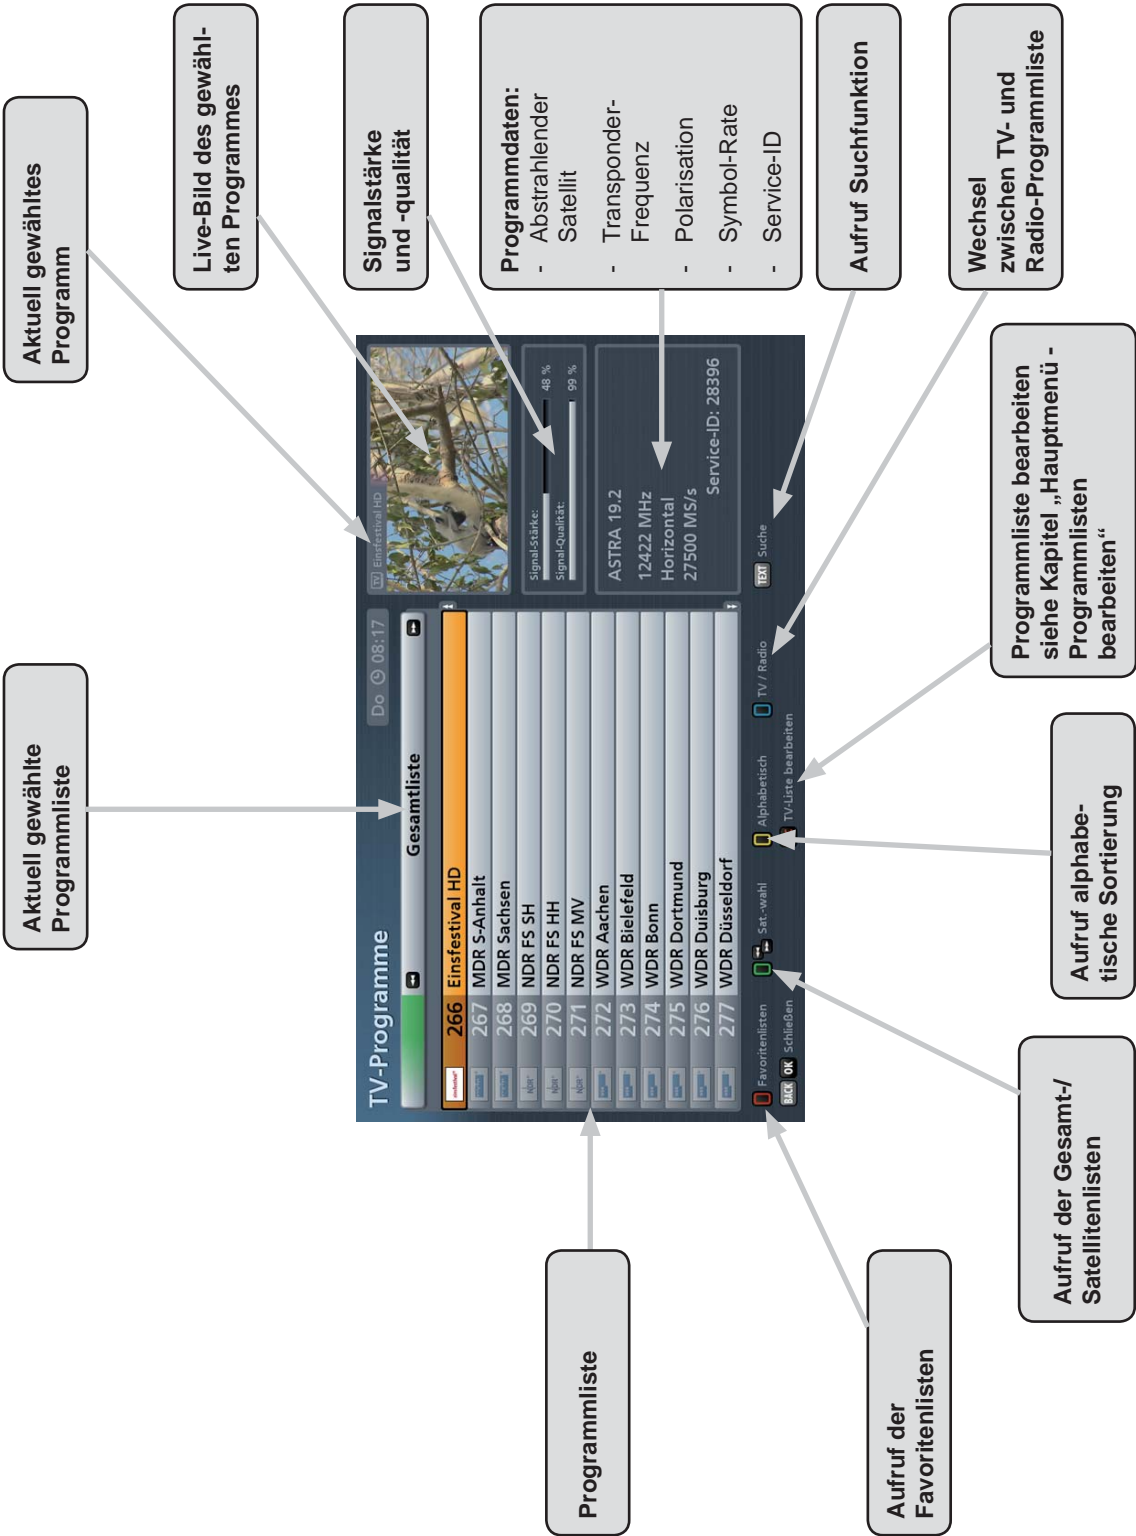 Aktuell gewählte
Programmliste
Aktuell gewähltes
Programm
Live-Bild des gewähl-
ten Programmes
Signalstärke
und -qualität
Programmdaten:
- Abstrahlender
Satellit
- Transponder-
Frequenz
- Polarisation
- Symbol-Rate
- Service-ID
Aufruf Suchfunktion
Wechsel
zwischen TV- und
Radio-Programmliste
Programmliste bearbeiten
siehe Kapitel „Hauptmenü -
Programmlisten
bearbeiten“
Aufruf alphabe-
tische Sortierung
Aufruf der Gesamt-/
Satellitenlisten
Aufruf der
Favoritenlisten
Programmliste
TV-Programme
Do 08:17
Gesamtliste
266 Einsfestival HD
267 MDR S-Anhalt
268 MDR Sachsen
NDR 269 NDR FS SH
NDR 270 NDR FS HH
NDR 271 NDR FS MV
272 WDR Aachen
273 WDR Bielefeld
274 WDR Bonn
275 WDR Dortmund
276 WDR Duisburg
277 WDR Düsseldorf
TV Einsfestival HD
Signal-Stärke: 48 %
Signal-Qualität: 99 %
ASTRA 19.2
12422 MHz
Horizontal
27500 MS/s
Service-ID: 28396
Favoritenlisten Sat.-wahl Alphabetisch TV / Radio TEXT Suche
BACK OK Schließen TV-Liste bearbeiten